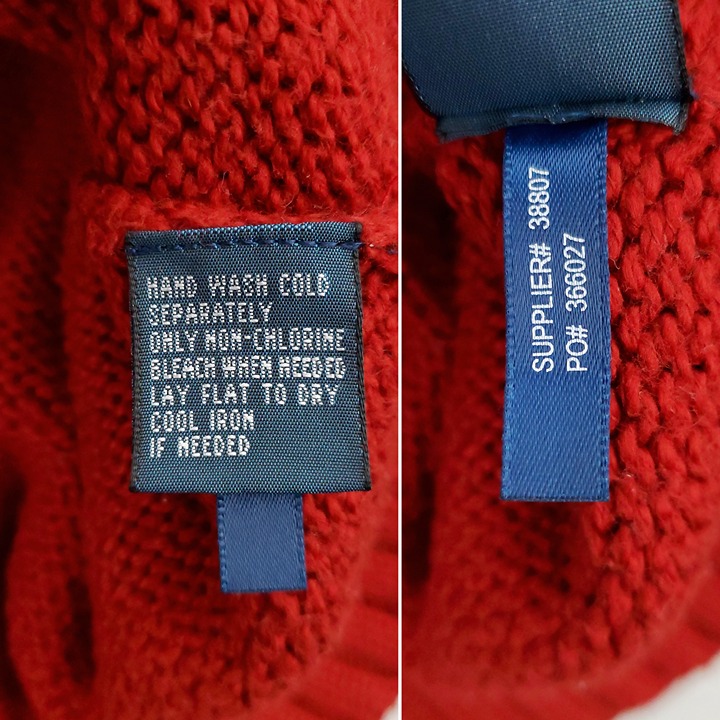 HAND WASH COLD
SEPARATELY
ONLY NON-CHLORINE
BLEACH WHEN NEEDED
LAY FLAT TO DRY
COOL IRON
IF NEEDED
SUPPLIER# 38807
PO# 366027